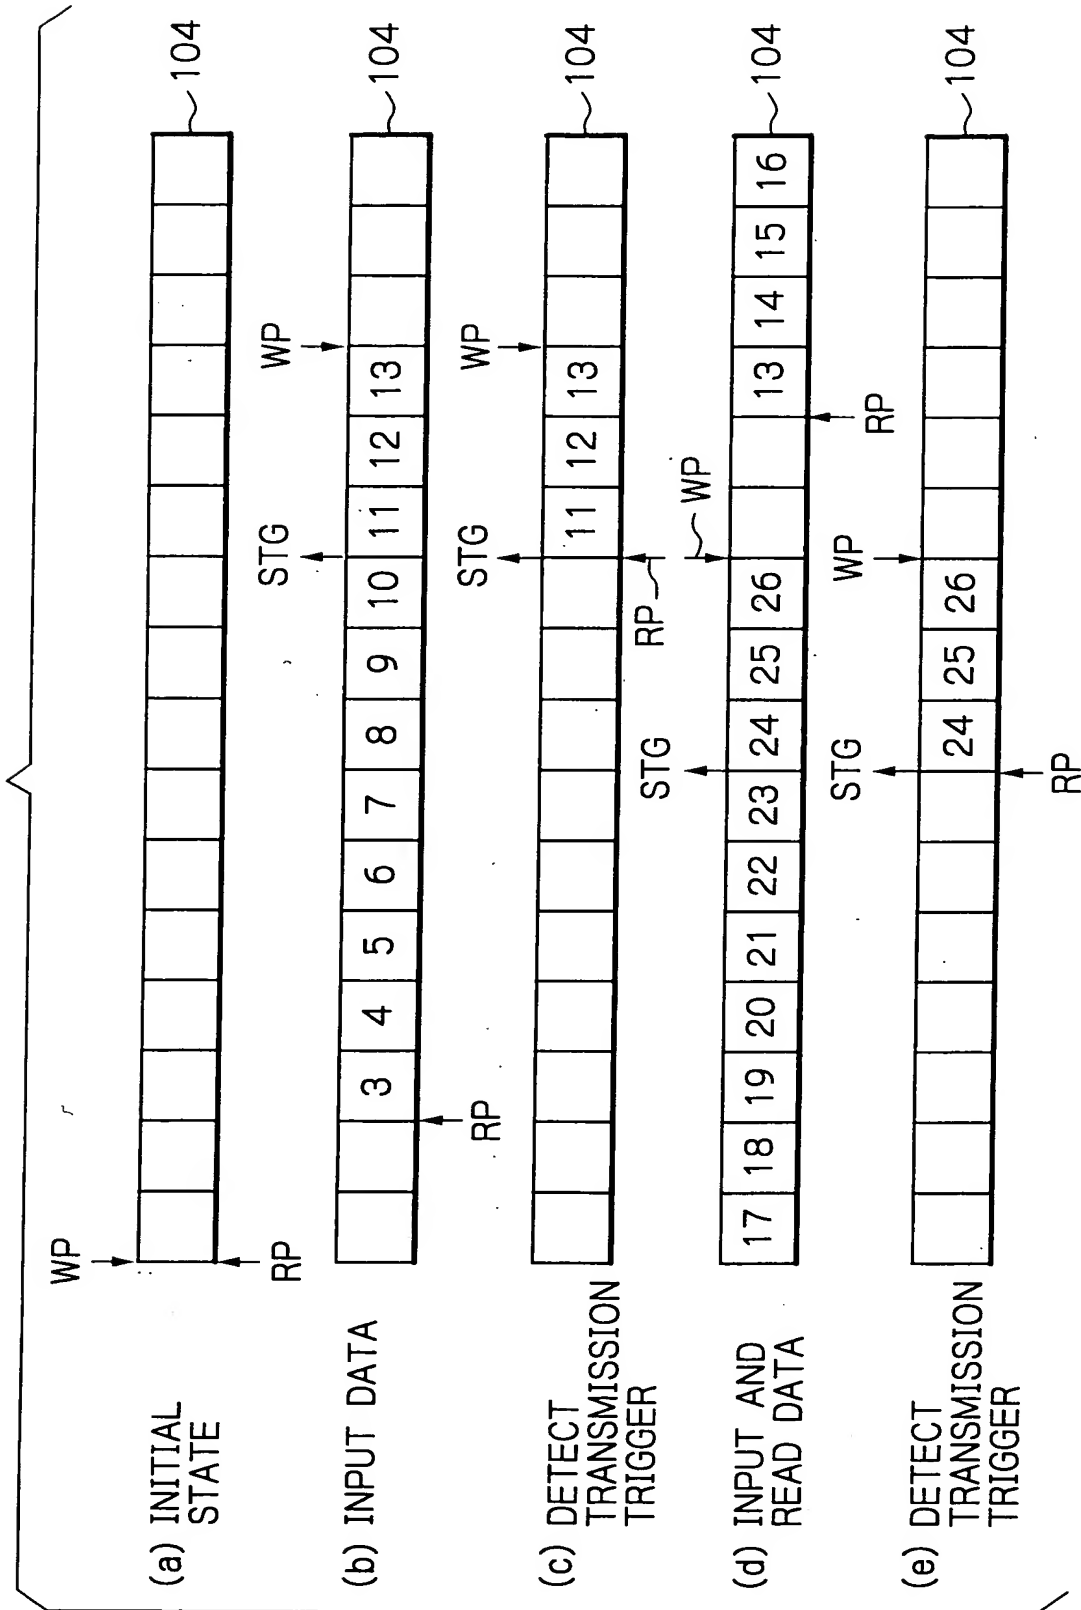 WP
104
(a) INITIAL
STATE
RP
STG
WP
104
(b) INPUT DATA
3 4 5 6 7 8 9 10 11 12 13
RP
STG
WP
104
(c) DETECT
TRANSMISSION
TRIGGER
11 12 13
RP
STG
WP
104
(d) INPUT AND
READ DATA
17 18 19 20 21 22 23 24 25 26 13 14 15 16
RP
STG
WP
104
(e) DETECT
TRANSMISSION
TRIGGER
24 25 26
RP